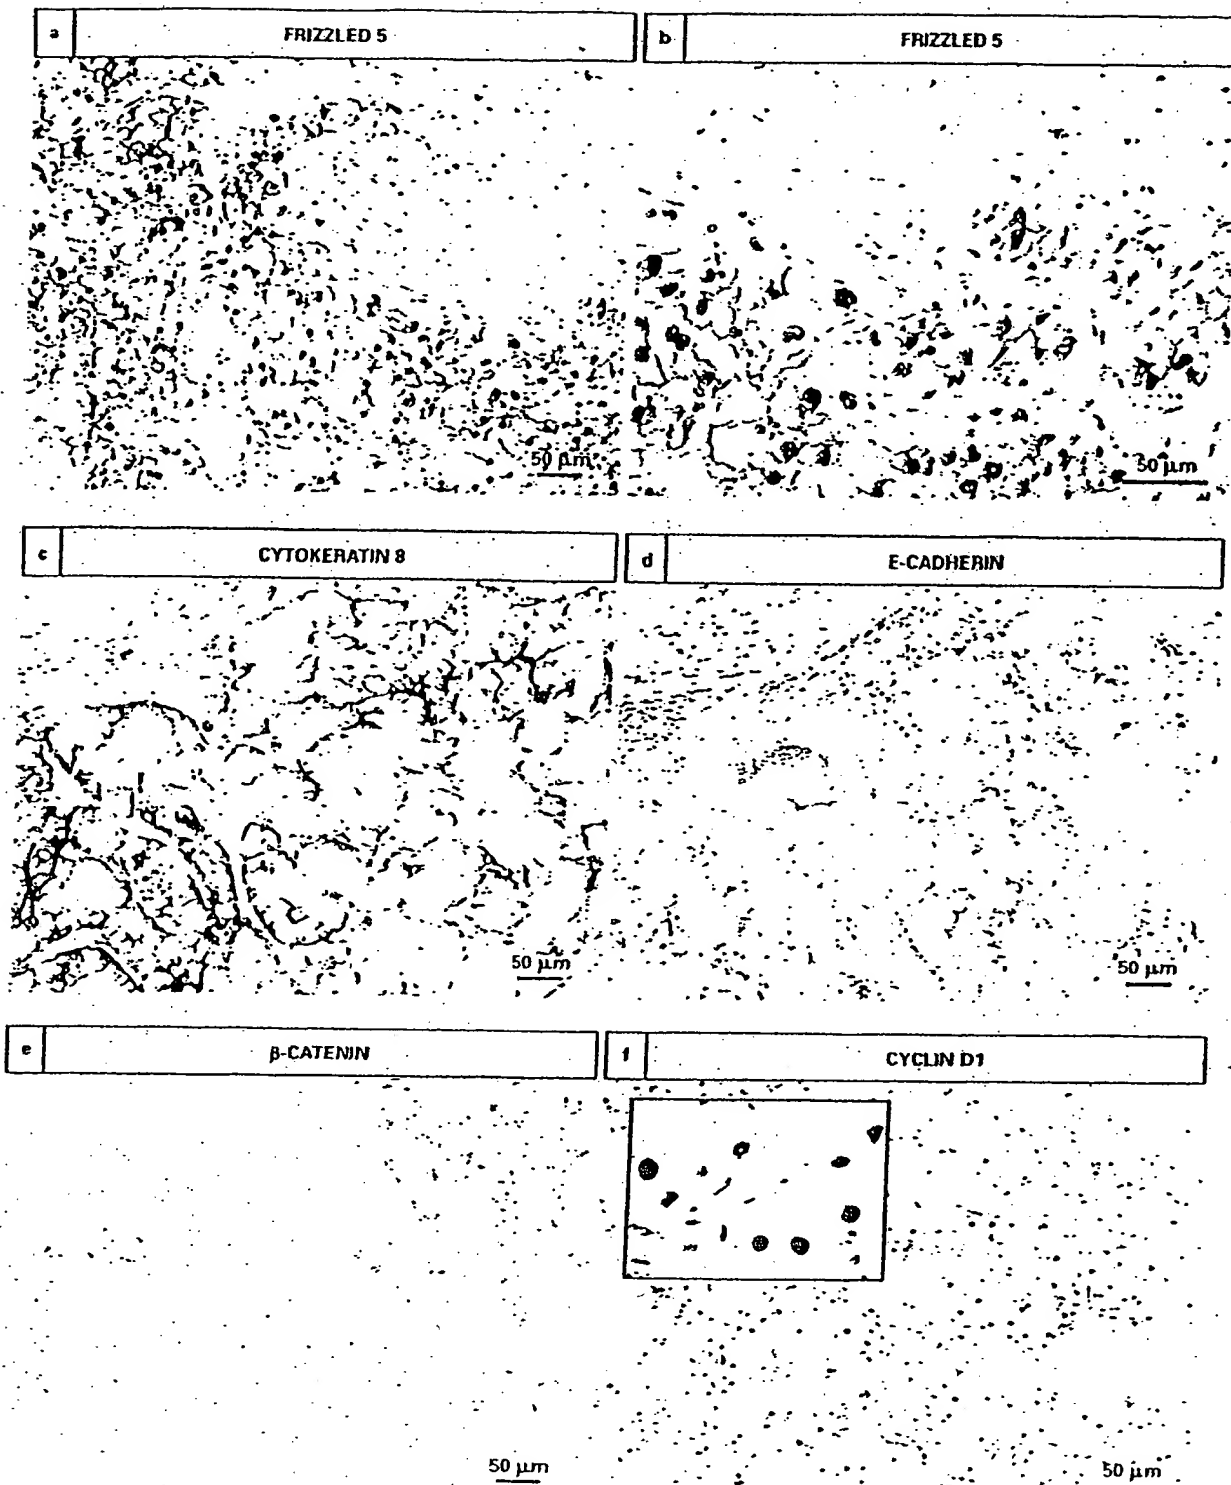 a FRIZZLED 5
b FRIZZLED 5
50 µm
50 µm
c CYTOKERATIN 8
d E-CADHERIN
50 µm
50 µm
e β-CATENIN
f CYCLIN D1
50 µm
50 µm